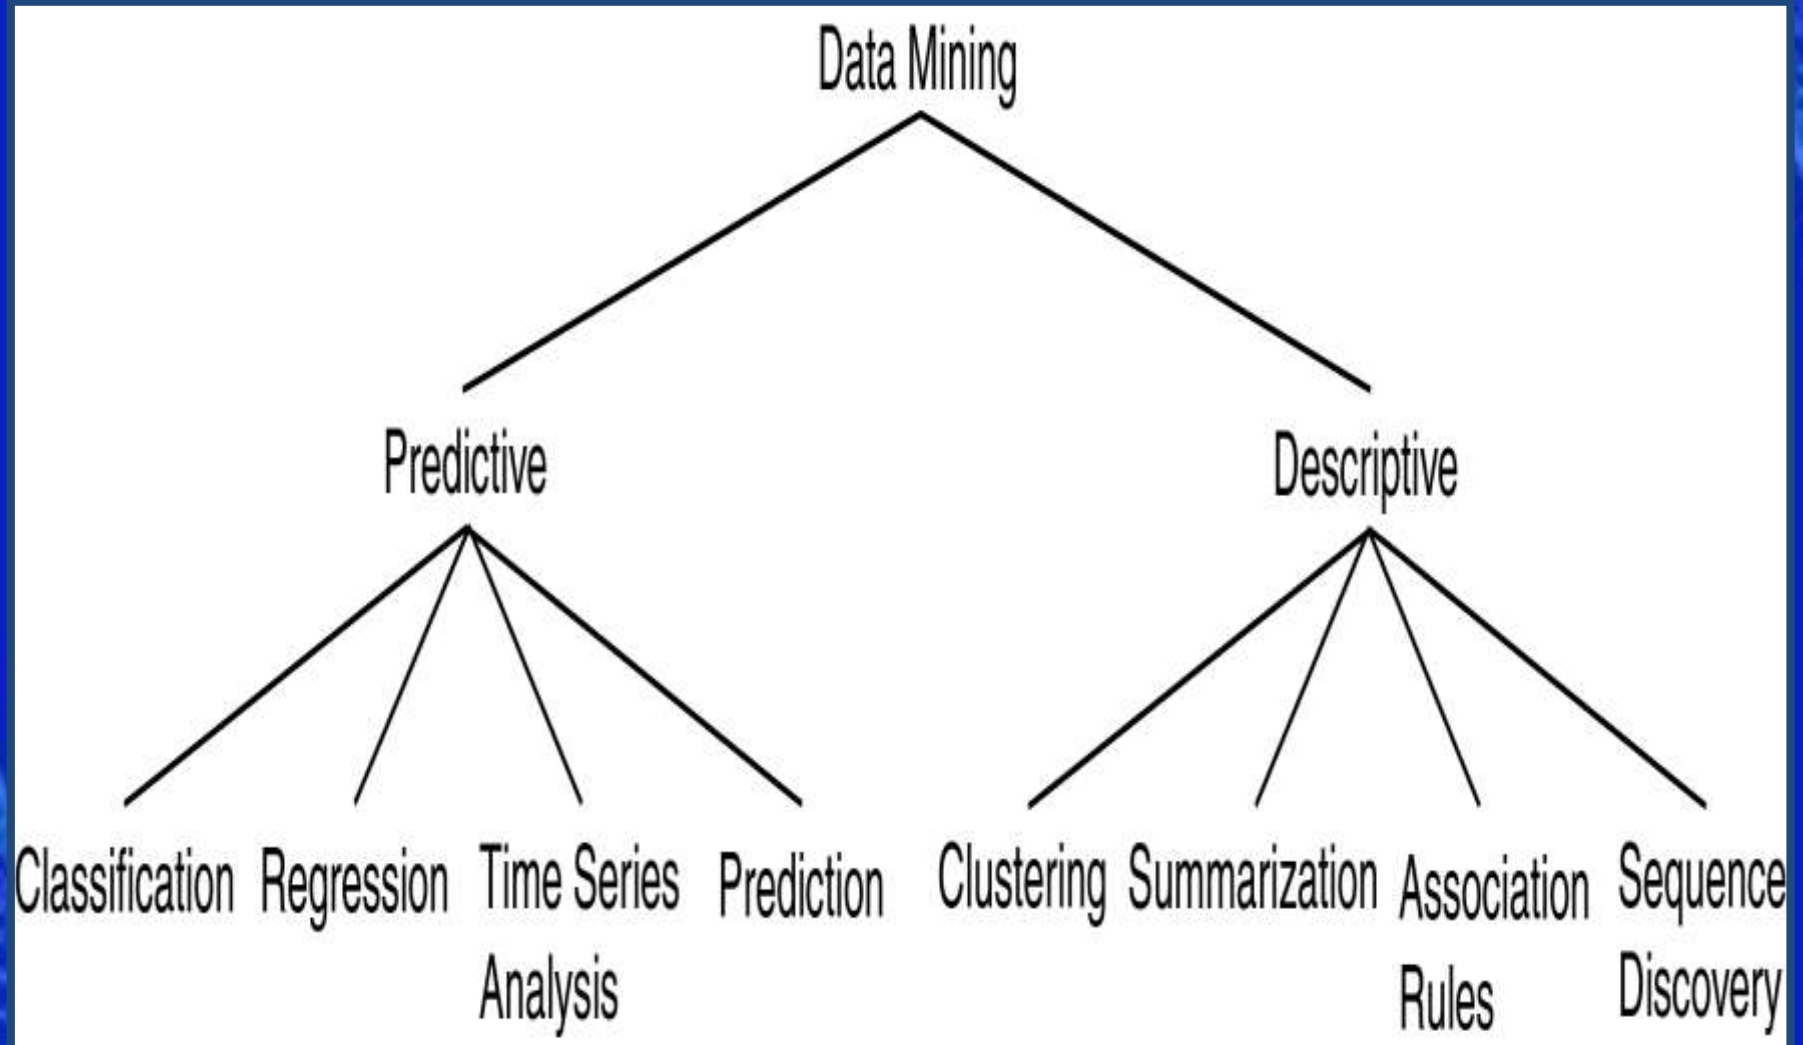 Data Mining
Predictive
Descriptive
Classification
Regression
Time Series
Analysis
Prediction
Clustering
Summarization
Association
Rules
Sequence
Discovery